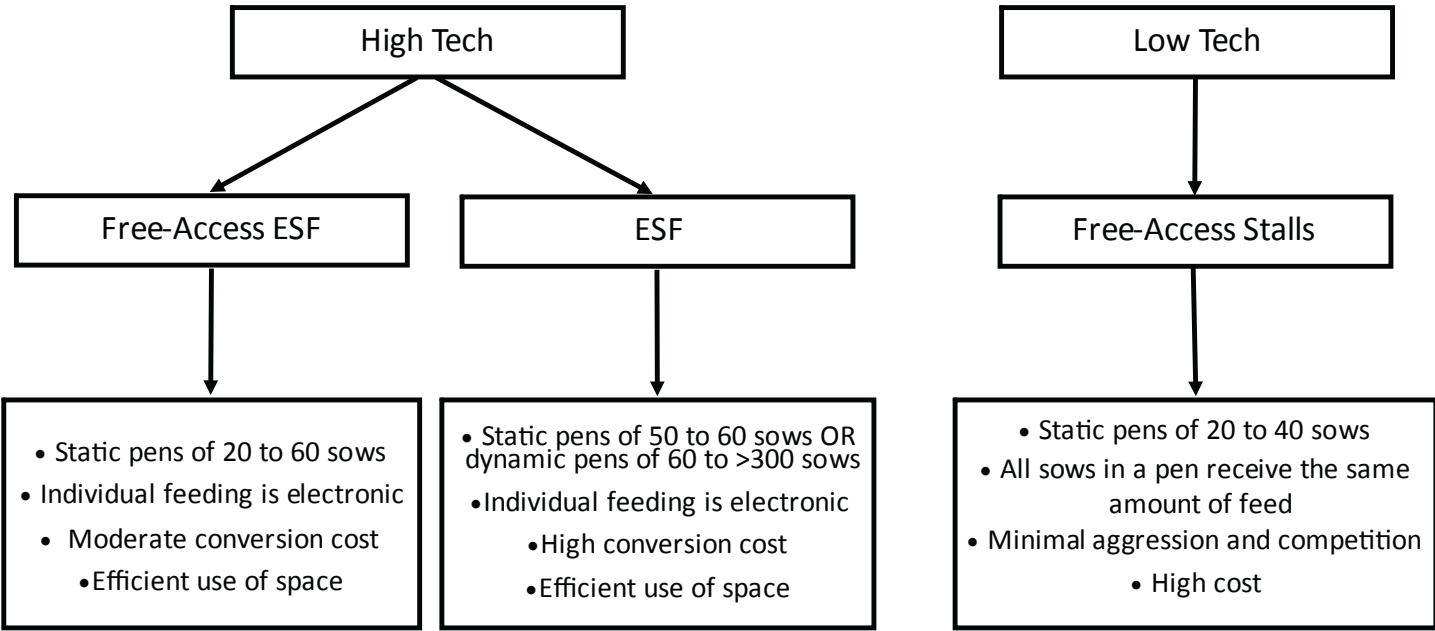 High Tech
Low Tech
Free-Access ESF
ESF
Free-Access Stalls
• Static pens of 20 to 60 sows
• Individual feeding is electronic
• Moderate conversion cost
•Efficient use of space
• Static pens of 50 to 60 sows OR
dynamic pens of 60 to >300 sows
•Individual feeding is electronic
•High conversion cost
•Efficient use of space
• Static pens of 20 to 40 sows
• All sows in a pen receive the same
amount of feed
• Minimal aggression and competition
• High cost